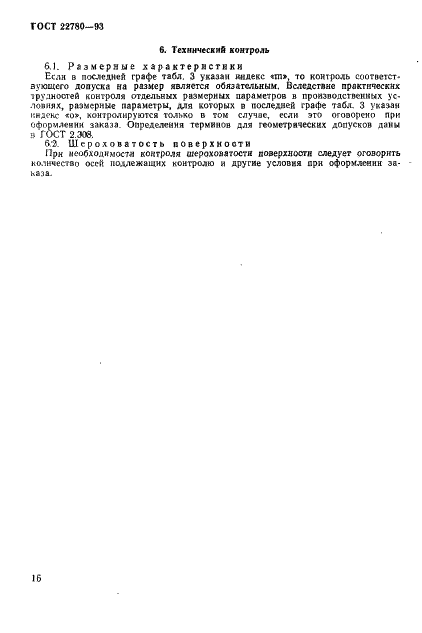 ГОСТ 22780—93
6. Технический контроль
6.1. Размерные характеристики
Если в последней графе табл. 3 указан индекс «m», то контроль соответст-
вующего допуска на размер является обязательным. Вследствие практических
трудностей контроля отдельных размерных параметров в производственных ус-
ловиях, размерные параметры, для которых в последней графе табл. 3 указан
индекс «о», контролируются только в том случае, если это оговорено при
оформлении заказа. Определения терминов для геометрических допусков даны
в ГОСТ 2.308.
6.2. Шероховатость поверхности
При необходимости контроля шероховатости поверхности следует оговорить
количество осей подлежащих контролю и другие условия при оформлении за-
каза.
16